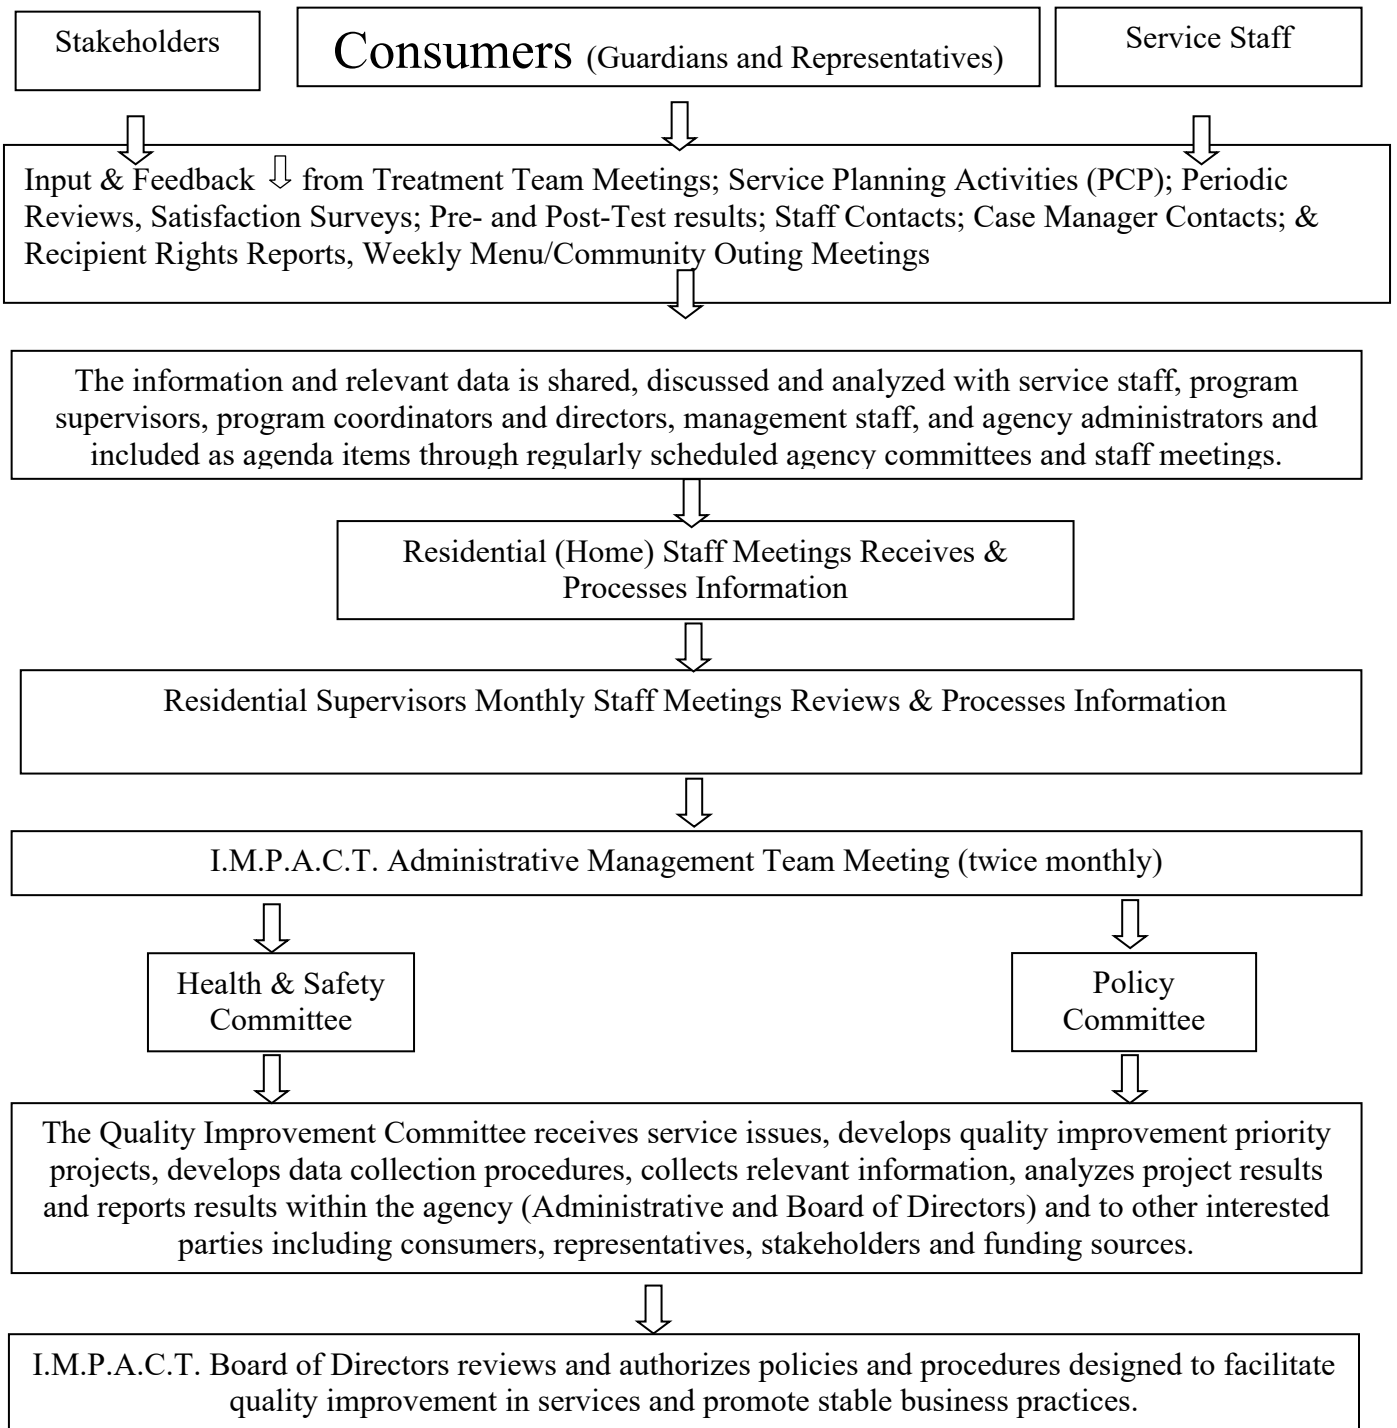 Stakeholders
Consumers (Guardians and Representatives)
Service Staff
Input & Feedback from Treatment Team Meetings; Service Planning Activities (PCP); Periodic
Reviews, Satisfaction Surveys; Pre- and Post-Test results; Staff Contacts; Case Manager Contacts; &
Recipient Rights Reports, Weekly Menu/Community Outing Meetings
The information and relevant data is shared, discussed and analyzed with service staff, program
supervisors, program coordinators and directors, management staff, and agency administrators and
included as agenda items through regularly scheduled agency committees and staff meetings.
Residential (Home) Staff Meetings Receives &
Processes Information
Residential Supervisors Monthly Staff Meetings Reviews & Processes Information
I.M.P.A.C.T. Administrative Management Team Meeting (twice monthly)
Health & Safety
Committee
Policy
Committee
The Quality Improvement Committee receives service issues, develops quality improvement priority
projects, develops data collection procedures, collects relevant information, analyzes project results
and reports results within the agency (Administrative and Board of Directors) and to other interested
parties including consumers, representatives, stakeholders and funding sources.
I.M.P.A.C.T. Board of Directors reviews and authorizes policies and procedures designed to facilitate
quality improvement in services and promote stable business practices.